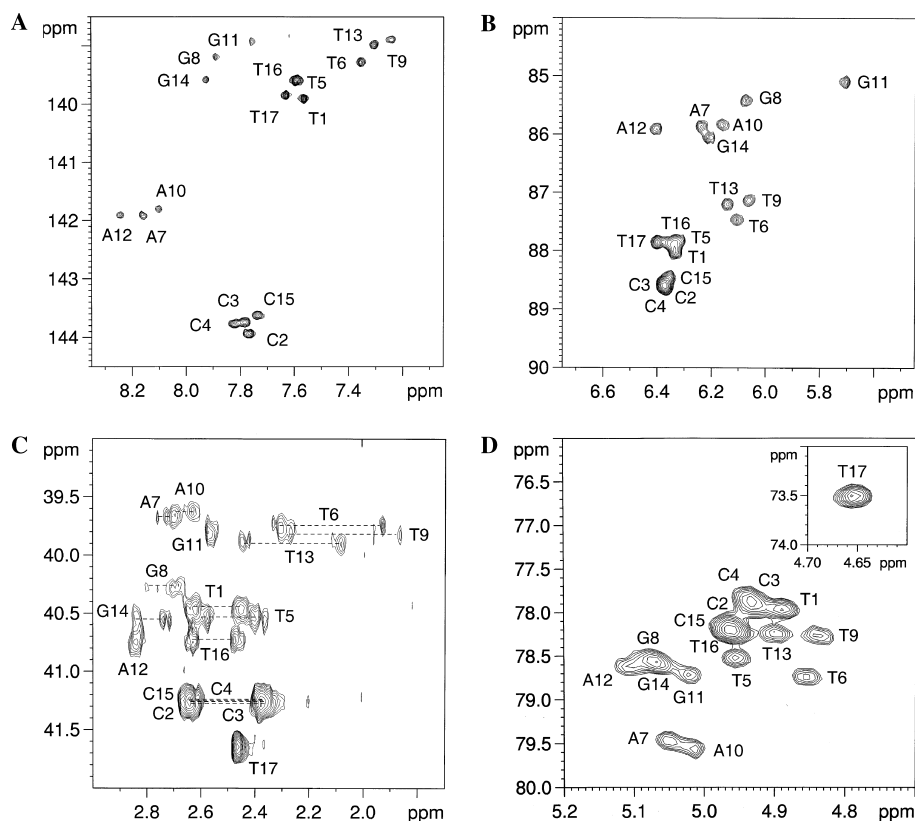 A
ppm
140
141
142
143
144
8.2
8.0
7.8
7.6
7.4
ppm
G11
T13
G8
T6
T9
G14
T16
T5
T17
T1
A10
A12
A7
C3
C15
C4
C2
B
ppm
85
86
87
88
89
90
6.6
6.4
6.2
6.0
5.8
ppm
G11
G8
A7
A12
A10
G14
T13
T9
T6
T16
T17
T5
T1
C15
C3
C2
C4
C
ppm
39.5
40.0
40.5
41.0
41.5
2.8
2.6
2.4
2.2
2.0
ppm
A7
A10
T6
G11
T9
T13
G8
T1
G14
T5
T16
A12
C15
C4
C2
C3
T17
D
ppm
76.5
77.0
77.5
78.0
78.5
79.0
79.5
80.0
5.2
5.1
5.0
4.9
4.8
ppm
ppm
T17
73.5
74.0
4.70
4.65
ppm
C4
C3
C2
T1
C15
T16
T13
T9
G8
T5
T6
A12
G14
G11
A7
A10